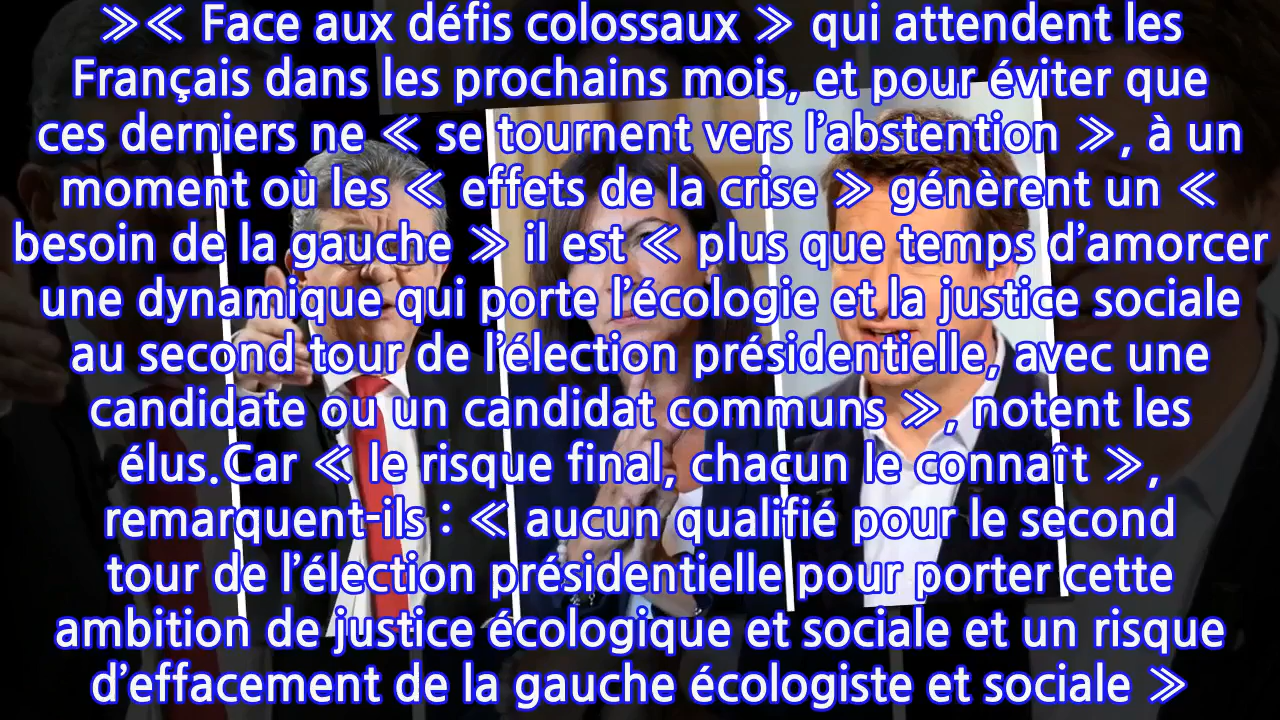 ≫≪ Face aux défis colossaux ≫ qui attendent les
Français dans les prochains mois, et pour éviter que
ces derniers ne ≪ se tournent vers l’abstention ≫, à un
moment où les ≪ effets de la crise ≫ génèrent un ≪
besoin de la gauche ≫ il est ≪ plus que temps d’amorcer
une dynamique qui porte l’écologie et la justice sociale
au second tour de l’élection présidentielle, avec une
candidate ou un candidat communs ≫, notent les
élus.Car ≪ le risque final, chacun le connaît ≫,
remarquent-ils : ≪ aucun qualifié pour le second
tour de l’élection présidentielle pour porter cette
ambition de justice écologique et sociale et un risque
d’effacement de la gauche écologiste et sociale ≫